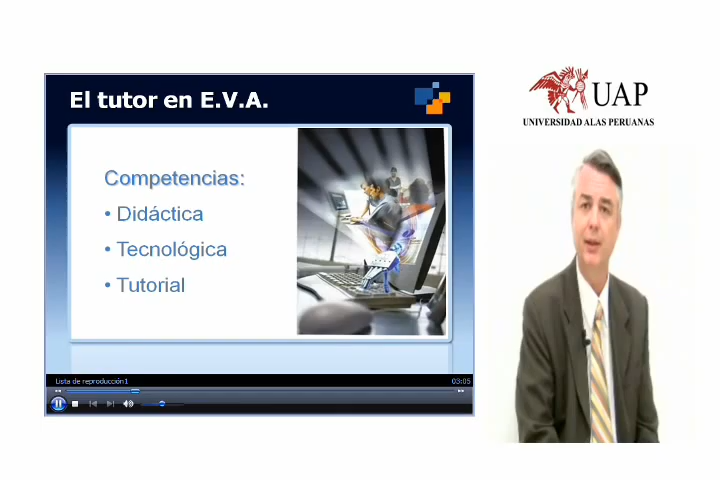 El tutor en E.V.A.
Competencias:
• Didáctica
• Tecnológica
• Tutorial
Lista de reproducción1
03:05
UAP
UNIVERSIDAD ALAS PERUANAS